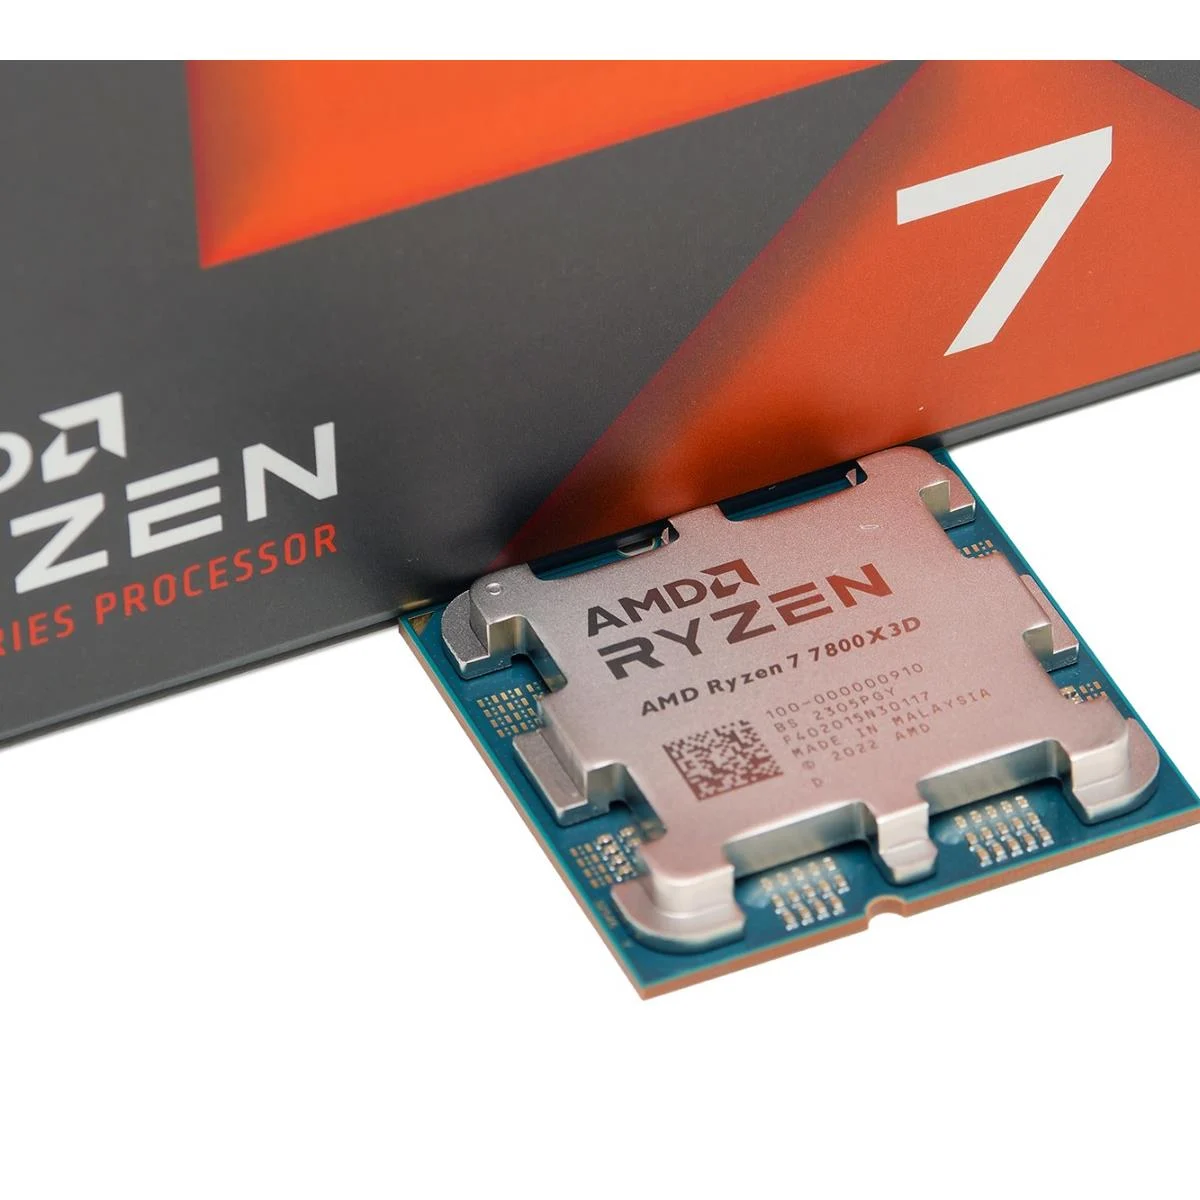 7
D
ZEN
RIES PROCESSOR
AMD
RYZEN
AMD Ryzen 7 7800X3D
100-000000910
BS 2305PGY
F402015N30117
MADE IN MALAYSIA
© 2022 AMD
D